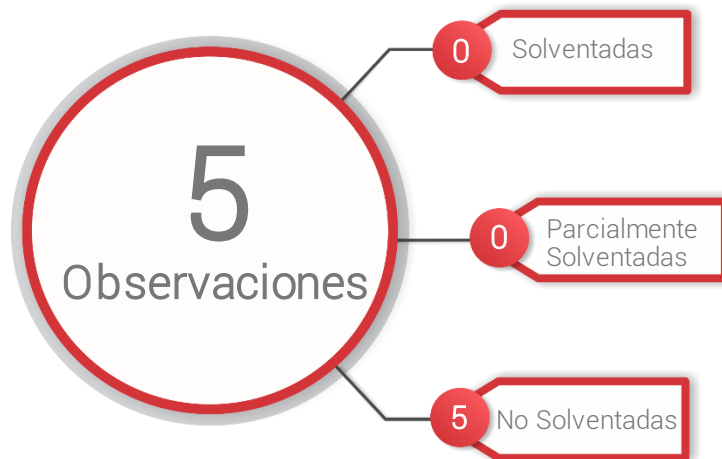 5
Observaciones
0
Solventadas
0
Parcialmente
Solventadas
5
No Solventadas